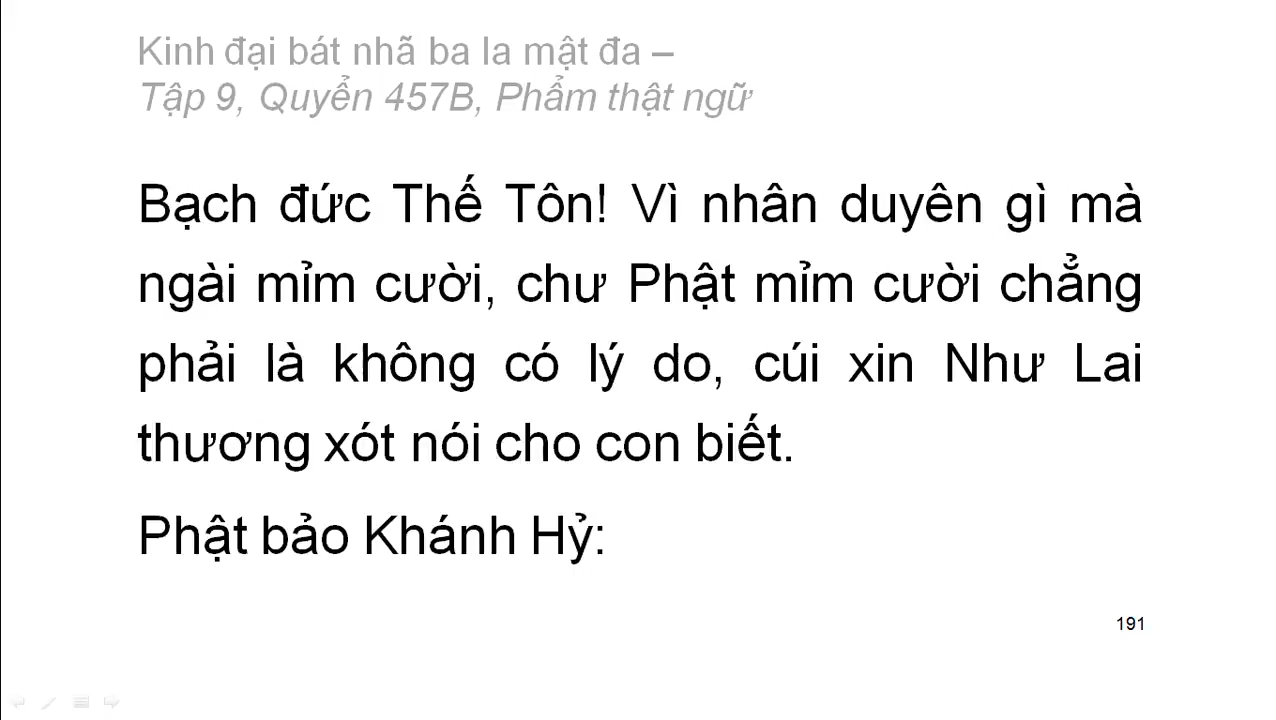 Kinh đại bát nhã ba la mật đa –
Tập 9, Quyển 457B, Phẩm thật ngữ
Bạch đức Thế Tôn! Vì nhân duyên gì mà
ngài mỉm cười, chư Phật mỉm cười chẳng
phải là không có lý do, cúi xin Như Lai
thương xót nói cho con biết.
Phật bảo Khánh Hỷ:
191